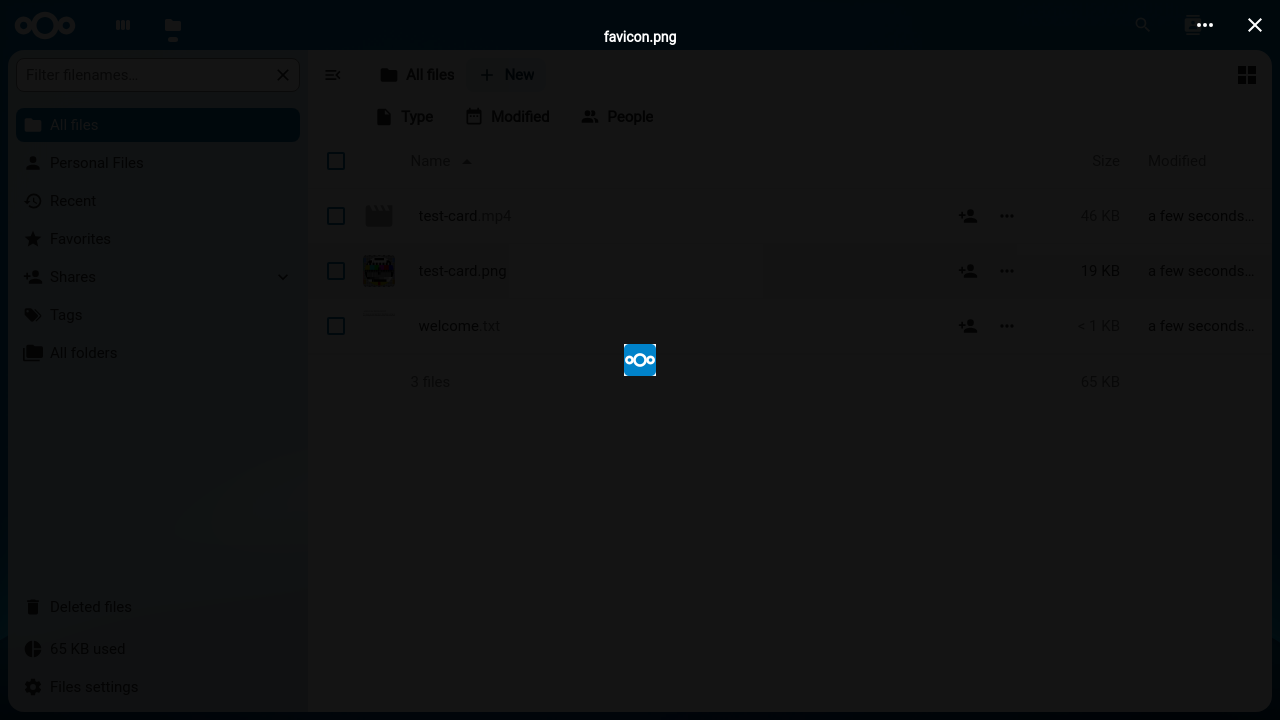 favicon.png
Filter filenames…
All files
New
All files
Type
Modified
People
Personal Files
Name
Size
Modified
Recent
test-card.mp4
46 KB
a few seconds…
Favorites
Shares
test-card.png
19 KB
a few seconds…
Tags
welcome.txt
< 1 KB
a few seconds…
All folders
3 files
65 KB
Deleted files
65 KB used
Files settings